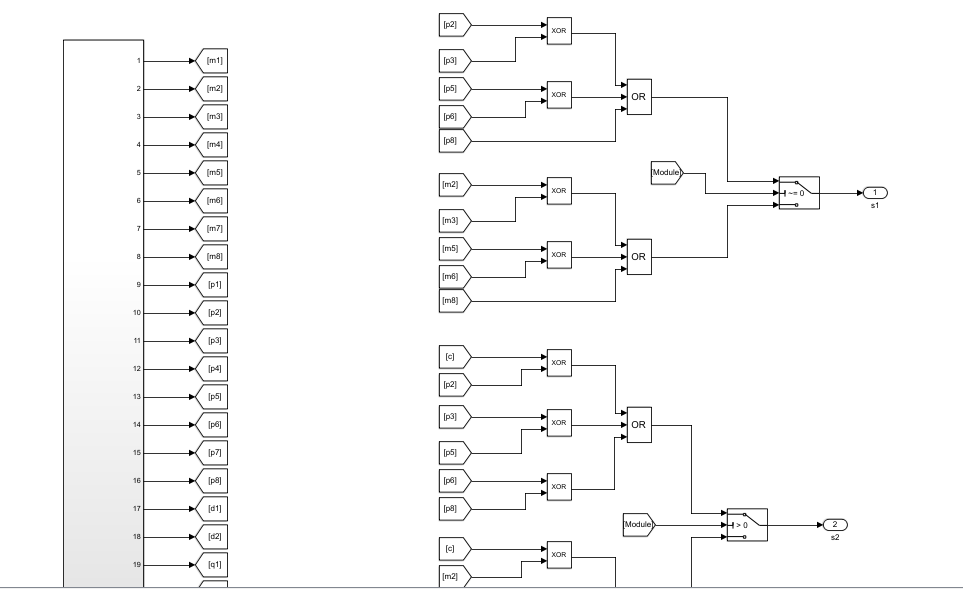 1 [m1]
2 [m2]
3 [m3]
4 [m4]
5 [m5]
6 [m6]
7 [m7]
8 [m8]
9 [p1]
10 [p2]
11 [p3]
12 [p4]
13 [p5]
14 [p6]
15 [p7]
16 [p8]
17 [d1]
18 [d2]
19 [q1]
[p2]
XOR
[p3]
[p5]
XOR
OR
[p6]
[p8]
[Module]
~= 0
1
s1
[m2]
XOR
[m3]
[m5]
XOR
OR
[m6]
[m8]
[c]
XOR
[p2]
[p3]
XOR
OR
[p5]
[p6]
XOR
[p8]
[Module]
> 0
2
s2
[c]
XOR
[m2]